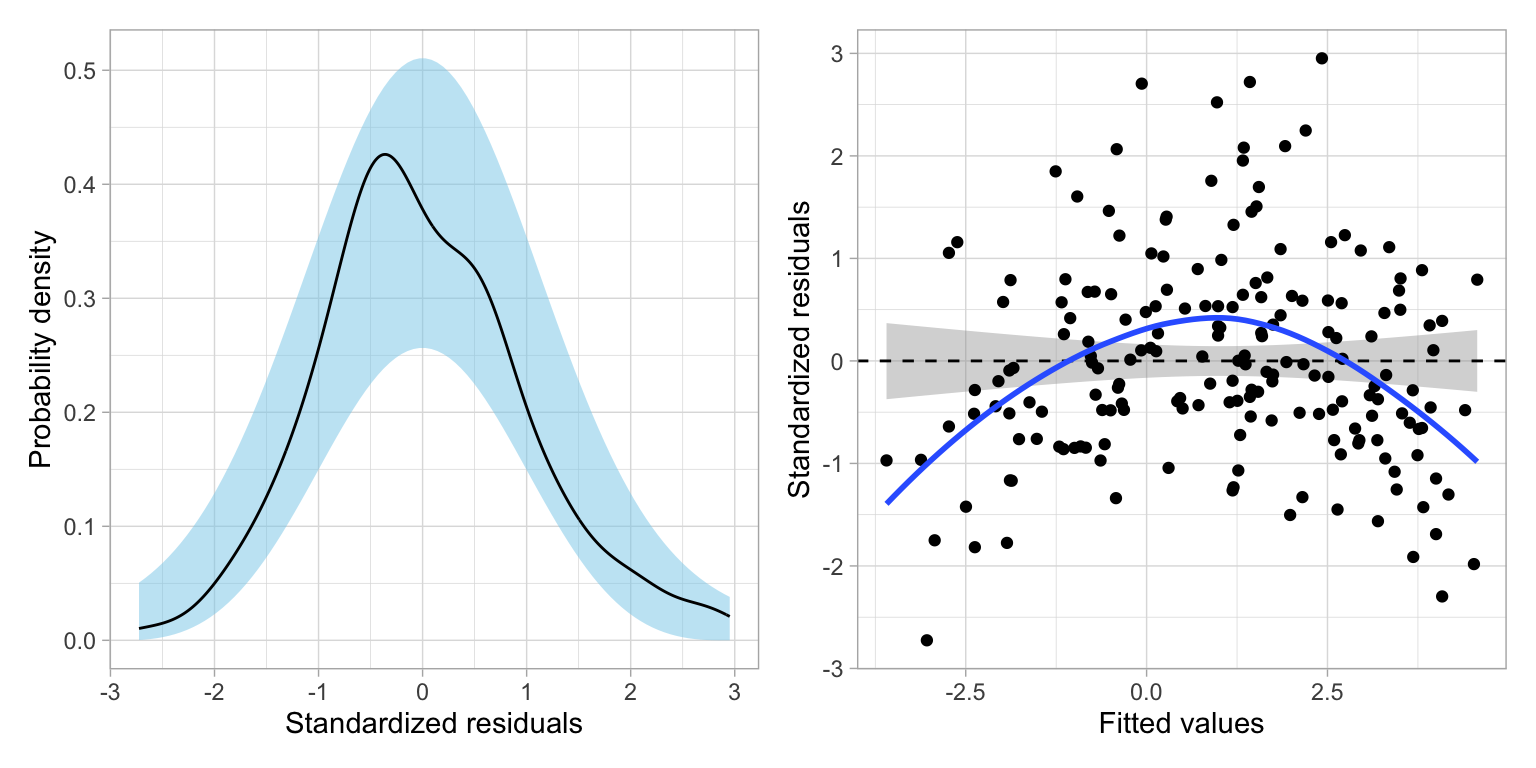 Probability density
0.5
0.4
0.3
0.2
0.1
0.0
-3 -2 -1 0 1 2 3
Standardized residuals
Standardized residuals
3
2
1
0
-1
-2
-3
-2.5 0.0 2.5
Fitted values